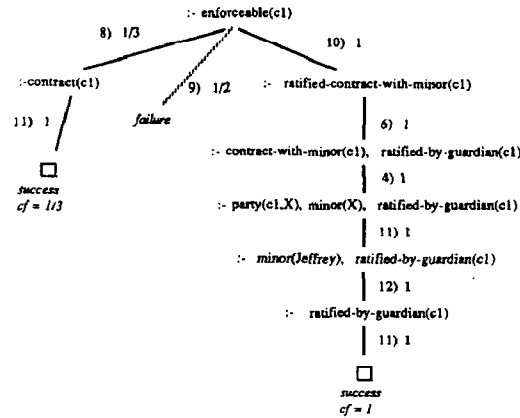 :- enforceable(c1)
8) 1/3
10) 1
:-contract(c1)
9) 1/2
:- ratified-contract-with-minor(c1)
11) 1
failure
6) 1
success
cf = 1/3
:- contract-with-minor(c1), ratified-by-guardian(c1)
4) 1
:- party(c1,X), minor(X), ratified-by-guardian(c1)
11) 1
:- minor(Jeffrey), ratified-by-guardian(c1)
12) 1
:- ratified-by-guardian(c1)
11) 1
success
cf = 1